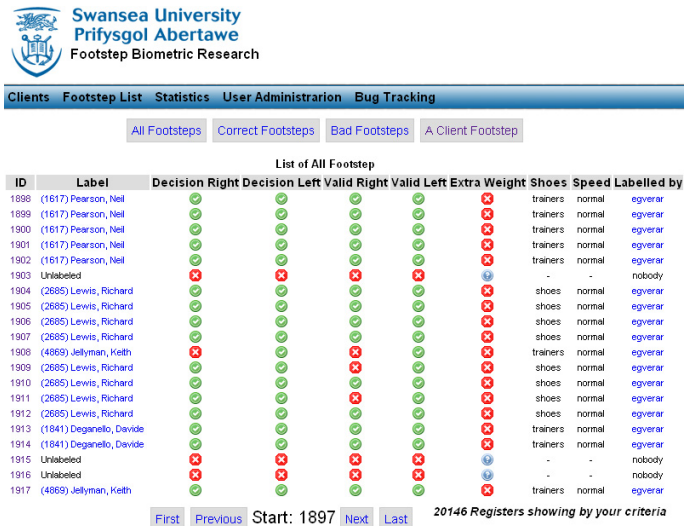 Swansea University
Prifysgol Abertawe
Footstep Biometric Research
Clients Footstep List Statistics User Administrarion Bug Tracking
All Footsteps Correct Footsteps Bad Footsteps A Client Footstep
List of All Footstep
ID Label Decision Right Decision Left Valid Right Valid Left Extra Weight Shoes Speed Labelled by
1898 (1617) Pearson, Neil trainers normal egverar
1899 (1617) Pearson, Neil trainers normal egverar
1900 (1617) Pearson, Neil trainers normal egverar
1901 (1617) Pearson, Neil trainers normal egverar
1902 (1617) Pearson, Neil trainers normal egverar
1903 Unlabeled - - nobody
1904 (2685) Lewis, Richard shoes normal egverar
1905 (2685) Lewis, Richard shoes normal egverar
1906 (2685) Lewis, Richard shoes normal egverar
1907 (2685) Lewis, Richard shoes normal egverar
1908 (4869) Jellyman, Keith trainers normal egverar
1909 (2685) Lewis, Richard shoes normal egverar
1910 (2685) Lewis, Richard shoes normal egverar
1911 (2685) Lewis, Richard shoes normal egverar
1912 (2685) Lewis, Richard shoes normal egverar
1913 (1841) Deganello, Davide trainers normal egverar
1914 (1841) Deganello, Davide trainers normal egverar
1915 Unlabeled - - nobody
1916 Unlabeled - - nobody
1917 (4869) Jellyman, Keith trainers normal egverar
First Previous Start: 1897 Next Last 20146 Registers showing by your criteria